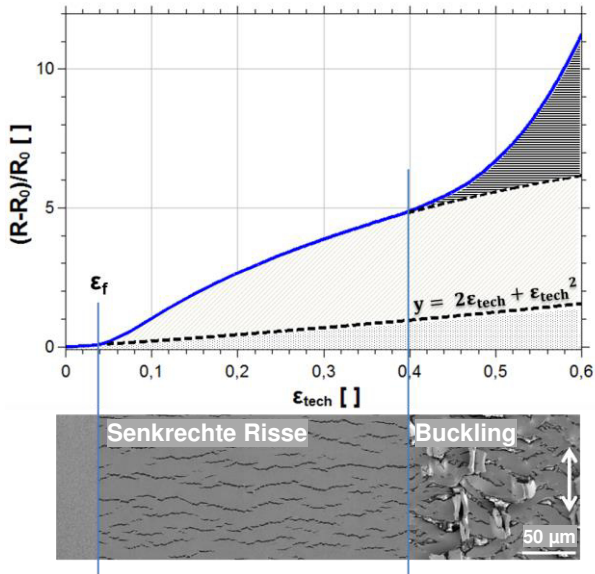 10
5
0
(R-R₀)/R₀ [ ]
εf
y = 2ε_tech + ε_tech²
0 0,1 0,2 0,3 0,4 0,5 0,6
ε_tech [ ]
Senkrechte Risse
Buckling
50 µm